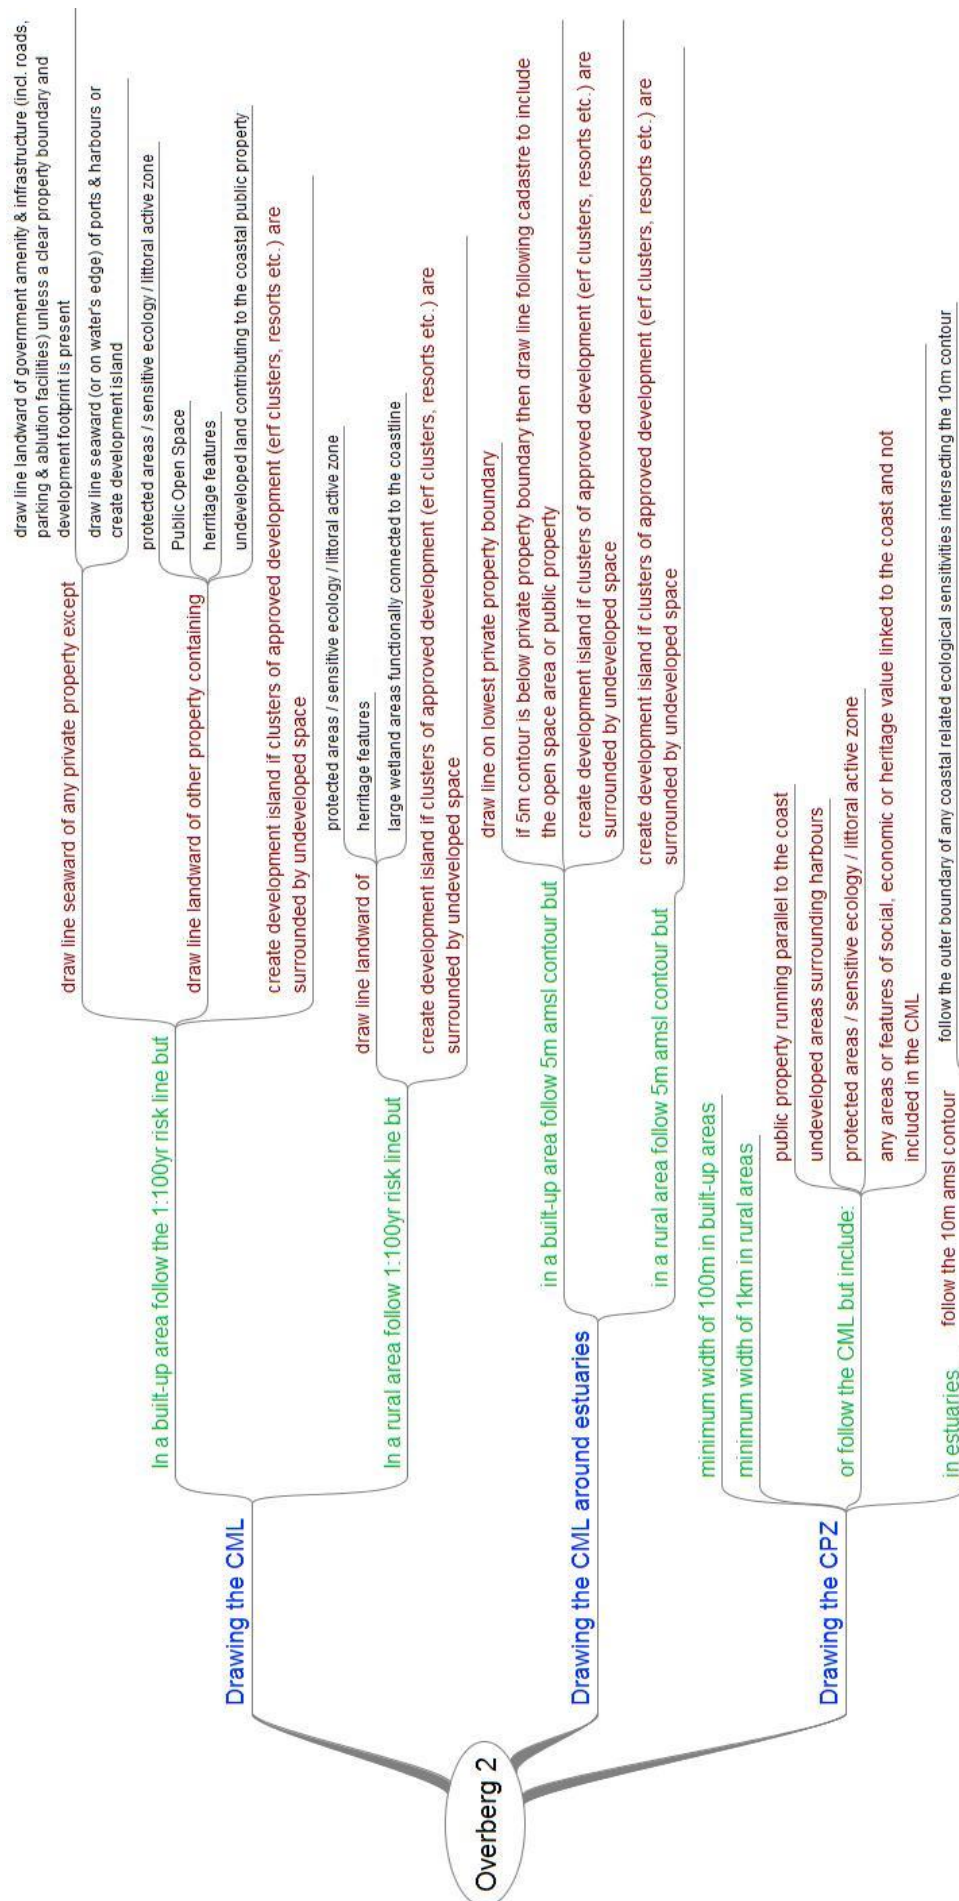 Overberg 2
Drawing the CML
In a built-up area follow the 1:100yr risk line but
draw line seaward of any private property except
draw line landward of government amenity & infrastructure (incl. roads,
parking & ablution facilities) unless a clear property boundary and
development footprint is present
draw line seaward (or on water's edge) of ports & harbours or
create development island
draw line landward of other property containing
protected areas / sensitive ecology / littoral active zone
Public Open Space
herritage features
undeveloped land contributing to the coastal public property
create development island if clusters of approved development (erf clusters, resorts etc.) are
surrounded by undeveloped space
In a rural area follow 1:100yr risk line but
draw line landward of
protected areas / sensitive ecology / littoral active zone
herritage features
large wetland areas functionally connected to the coastline
create development island if clusters of approved development (erf clusters, resorts etc.) are
surrounded by undeveloped space
Drawing the CML around estuaries
in a built-up area follow 5m amsl contour but
draw line on lowest private property boundary
if 5m contour is below private property boundary then draw line following cadastre to include
the open space area or public property
create development island if clusters of approved development (erf clusters, resorts etc.) are
surrounded by undeveloped space
in a rural area follow 5m amsl contour but
create development island if clusters of approved development (erf clusters, resorts etc.) are
surrounded by undeveloped space
Drawing the CPZ
minimum width of 100m in built-up areas
minimum width of 1km in rural areas
or follow the CML but include:
public property running parallel to the coast
undeveloped areas surrounding harbours
protected areas / sensitive ecology / littoral active zone
any areas or features of social, economic or heritage value linked to the coast and not
included in the CML
in estuaries
follow the 10m amsl contour
follow the outer boundary of any coastal related ecological sensitivities intersecting the 10m contour